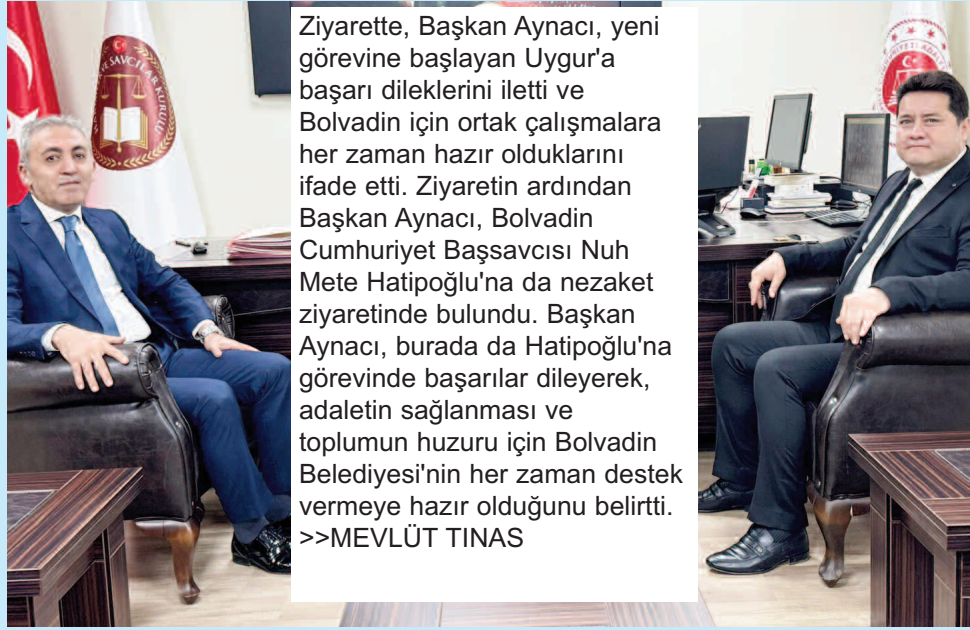 Ziyarette, Başkan Aynacı, yeni
görevine başlayan Uygur'a
başarı dileklerini iletti ve
Bolvadin için ortak çalışmalara
her zaman hazır olduklarını
ifade etti. Ziyaretin ardından
Başkan Aynacı, Bolvadin
Cumhuriyet Başsavcısı Nuh
Mete Hatipoğlu'na da nezaket
ziyaretinde bulundu. Başkan
Aynacı, burada da Hatipoğlu'na
görevinde başarılar dileyerek,
adaletin sağlanması ve
toplumun huzuru için Bolvadin
Belediyesi'nin her zaman destek
vermeye hazır olduğunu belirtti.
>>MEVLÜT TINAS
VE SAVCILAR KURULU